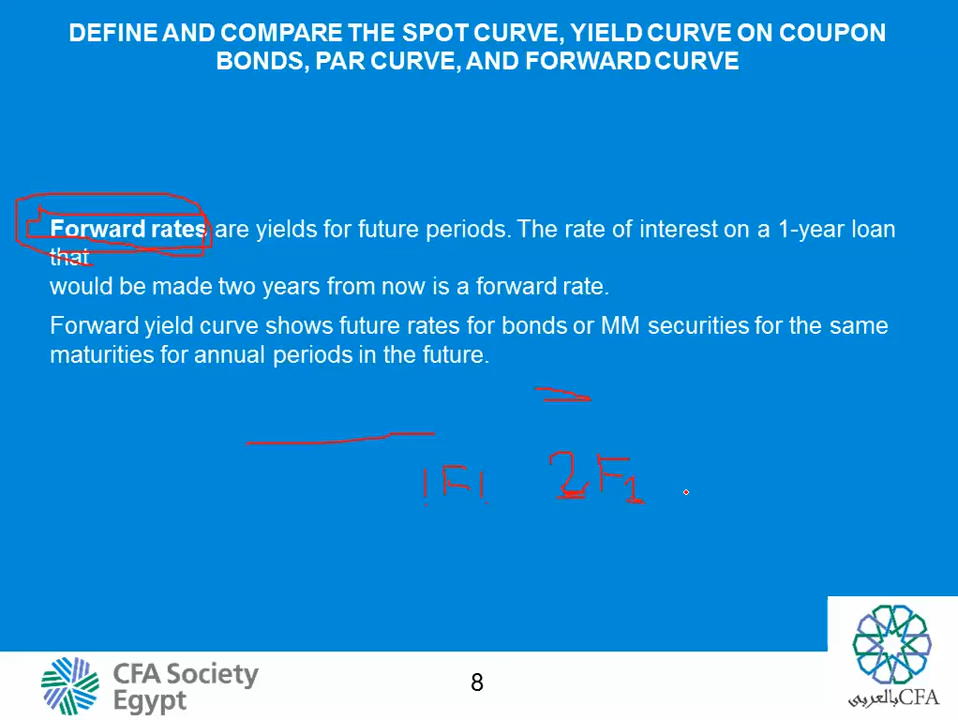 DEFINE AND COMPARE THE SPOT CURVE, YIELD CURVE ON COUPON
BONDS, PAR CURVE, AND FORWARD CURVE
Forward rates are yields for future periods. The rate of interest on a 1-year loan
that
would be made two years from now is a forward rate.
Forward yield curve shows future rates for bonds or MM securities for the same
maturities for annual periods in the future.
1F1 2F1
CFA Society
Egypt
8
بالعربي CFA